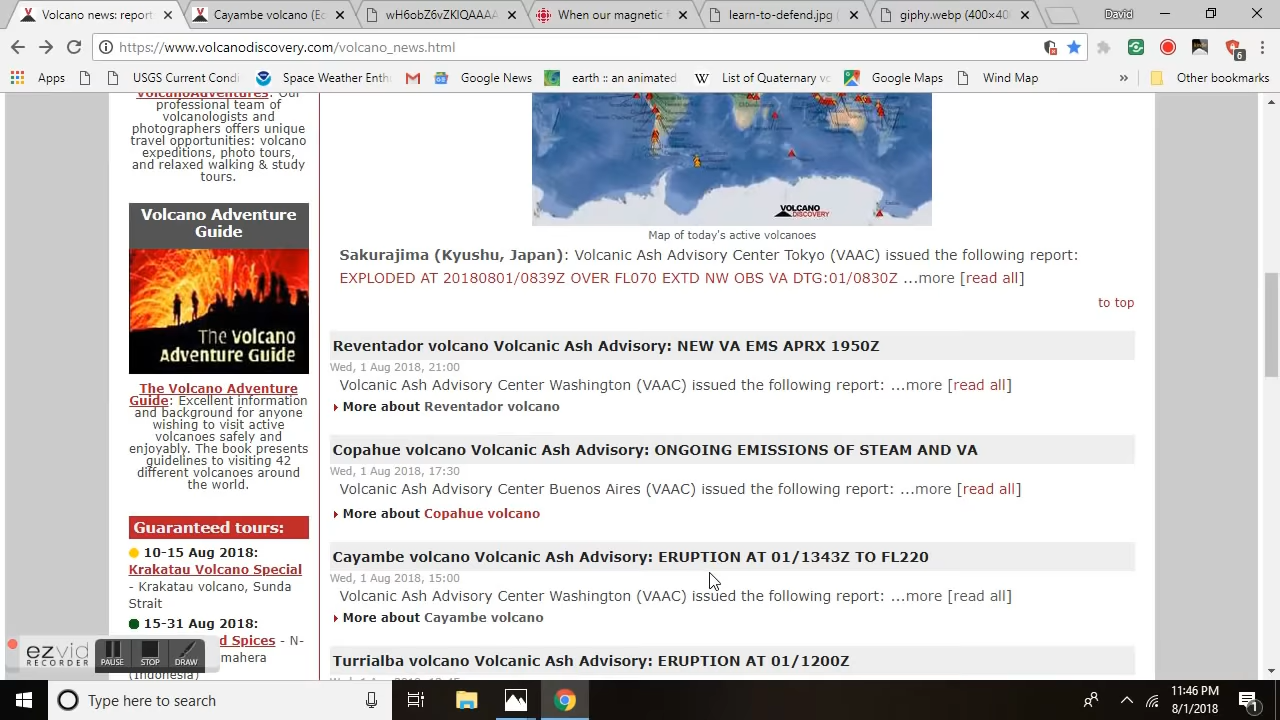 Volcano news: report
Cayambe volcano (Ec
wH6obZ6vZKIQAAAA
When our magnetic f
learn-to-defend.jpg (
giphy.webp (400×40
David
https://www.volcanodiscovery.com/volcano_news.html
6
Apps
USGS Current Condi
Space Weather Enth
Google News
earth :: an animated
W List of Quaternary vo
Google Maps
Wind Map
»
Other bookmarks
VolcanoAdventures: Our
professional team of
volcanologists and
photographers offers unique
travel opportunities: volcano
expeditions, photo tours,
and relaxed walking & study
tours.
Volcano Adventure
Guide
The Volcano
Adventure Guide
The Volcano Adventure
Guide: Excellent information
and background for anyone
wishing to visit active
volcanoes safely and
enjoyably. The book presents
guidelines to visiting 42
different volcanoes around
the world.
Guaranteed tours:
10-15 Aug 2018:
Krakatau Volcano Special
- Krakatau volcano, Sunda
Strait
15-31 Aug 2018:
d Spices - N-
mahera
(Indonesia)
VOLCANO
DISCOVERY
Map of today's active volcanoes
Sakurajima (Kyushu, Japan): Volcanic Ash Advisory Center Tokyo (VAAC) issued the following report:
EXPLODED AT 20180801/0839Z OVER FL070 EXTD NW OBS VA DTG:01/0830Z ...more [read all]
to top
Reventador volcano Volcanic Ash Advisory: NEW VA EMS APRX 1950Z
Wed, 1 Aug 2018, 21:00
Volcanic Ash Advisory Center Washington (VAAC) issued the following report: ...more [read all]
More about Reventador volcano
Copahue volcano Volcanic Ash Advisory: ONGOING EMISSIONS OF STEAM AND VA
Wed, 1 Aug 2018, 17:30
Volcanic Ash Advisory Center Buenos Aires (VAAC) issued the following report: ...more [read all]
More about Copahue volcano
Cayambe volcano Volcanic Ash Advisory: ERUPTION AT 01/1343Z TO FL220
Wed, 1 Aug 2018, 15:00
Volcanic Ash Advisory Center Washington (VAAC) issued the following report: ...more [read all]
More about Cayambe volcano
Turrialba volcano Volcanic Ash Advisory: ERUPTION AT 01/1200Z
ezvid
RECORDER
PAUSE
STOP
DRAW
Type here to search
11:46 PM
8/1/2018
1